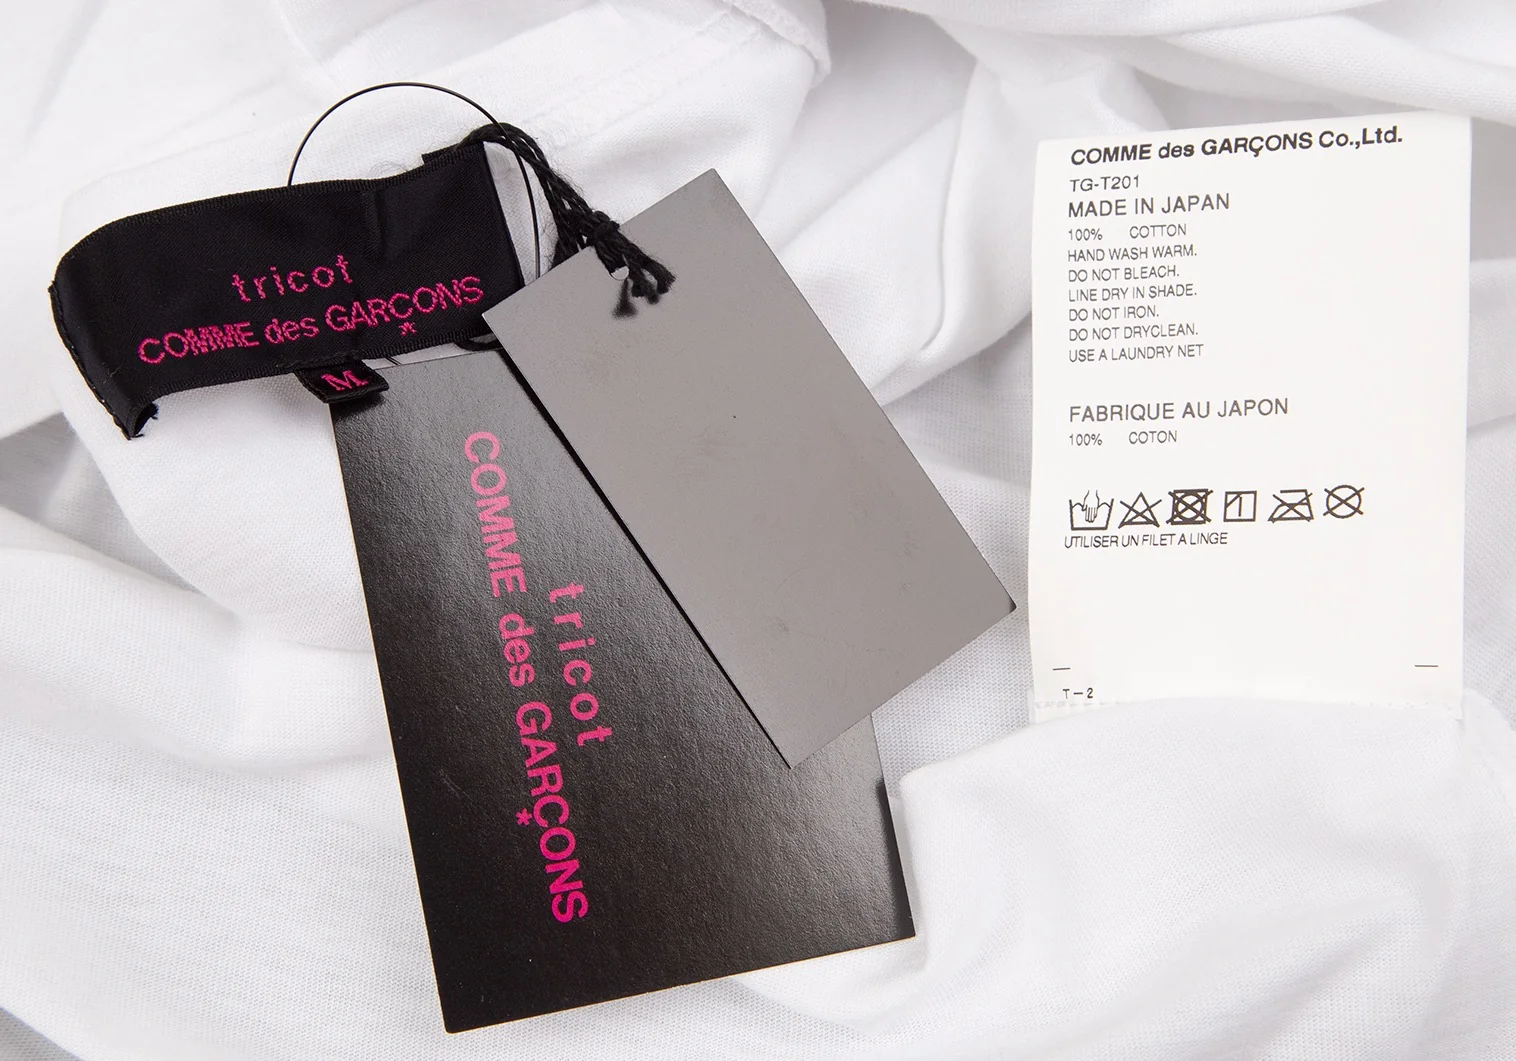 tricot
COMME des GARÇONS
*
M
tricot
COMME des GARÇONS
*
COMME des GARÇONS Co.,Ltd.
TG-T201
MADE IN JAPAN
100% COTTON
HAND WASH WARM.
DO NOT BLEACH.
LINE DRY IN SHADE.
DO NOT IRON.
DO NOT DRYCLEAN.
USE A LAUNDRY NET
FABRIQUE AU JAPON
100% COTON
UTILISER UN FILET A LINGE
T-2